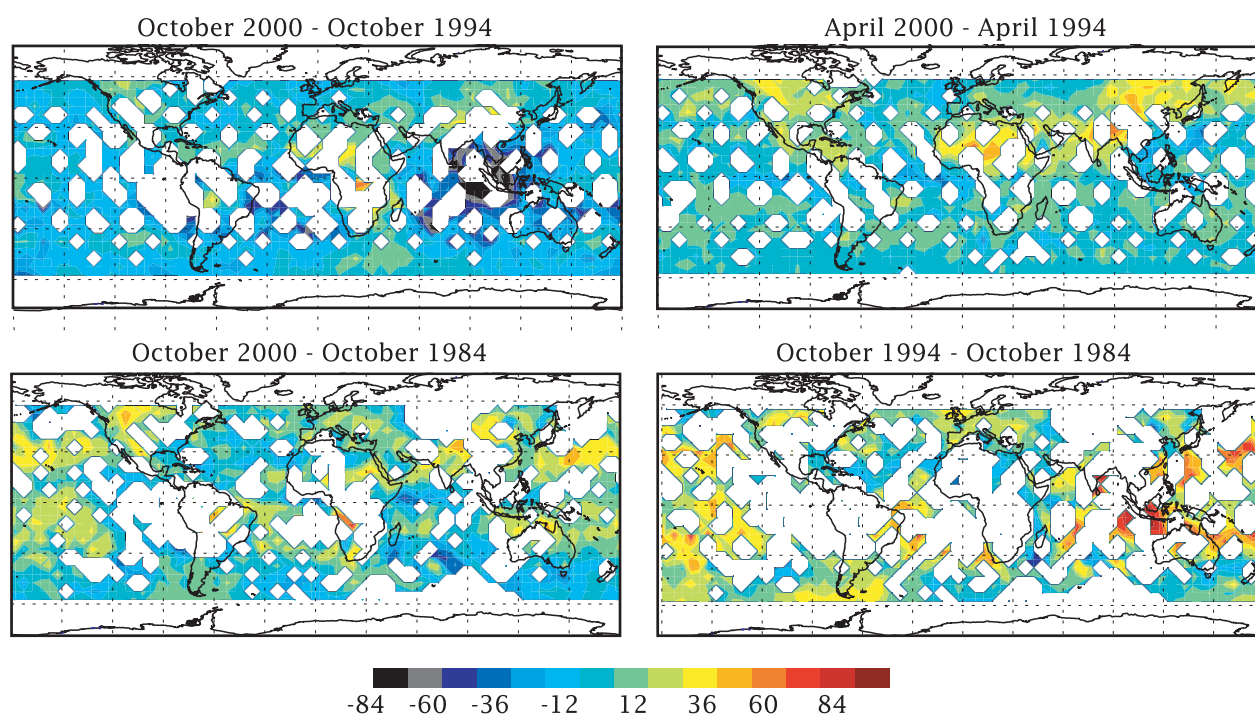 October 2000 - October 1994
April 2000 - April 1994
October 2000 - October 1984
October 1994 - October 1984
-84 -60 -36 -12 12 36 60 84